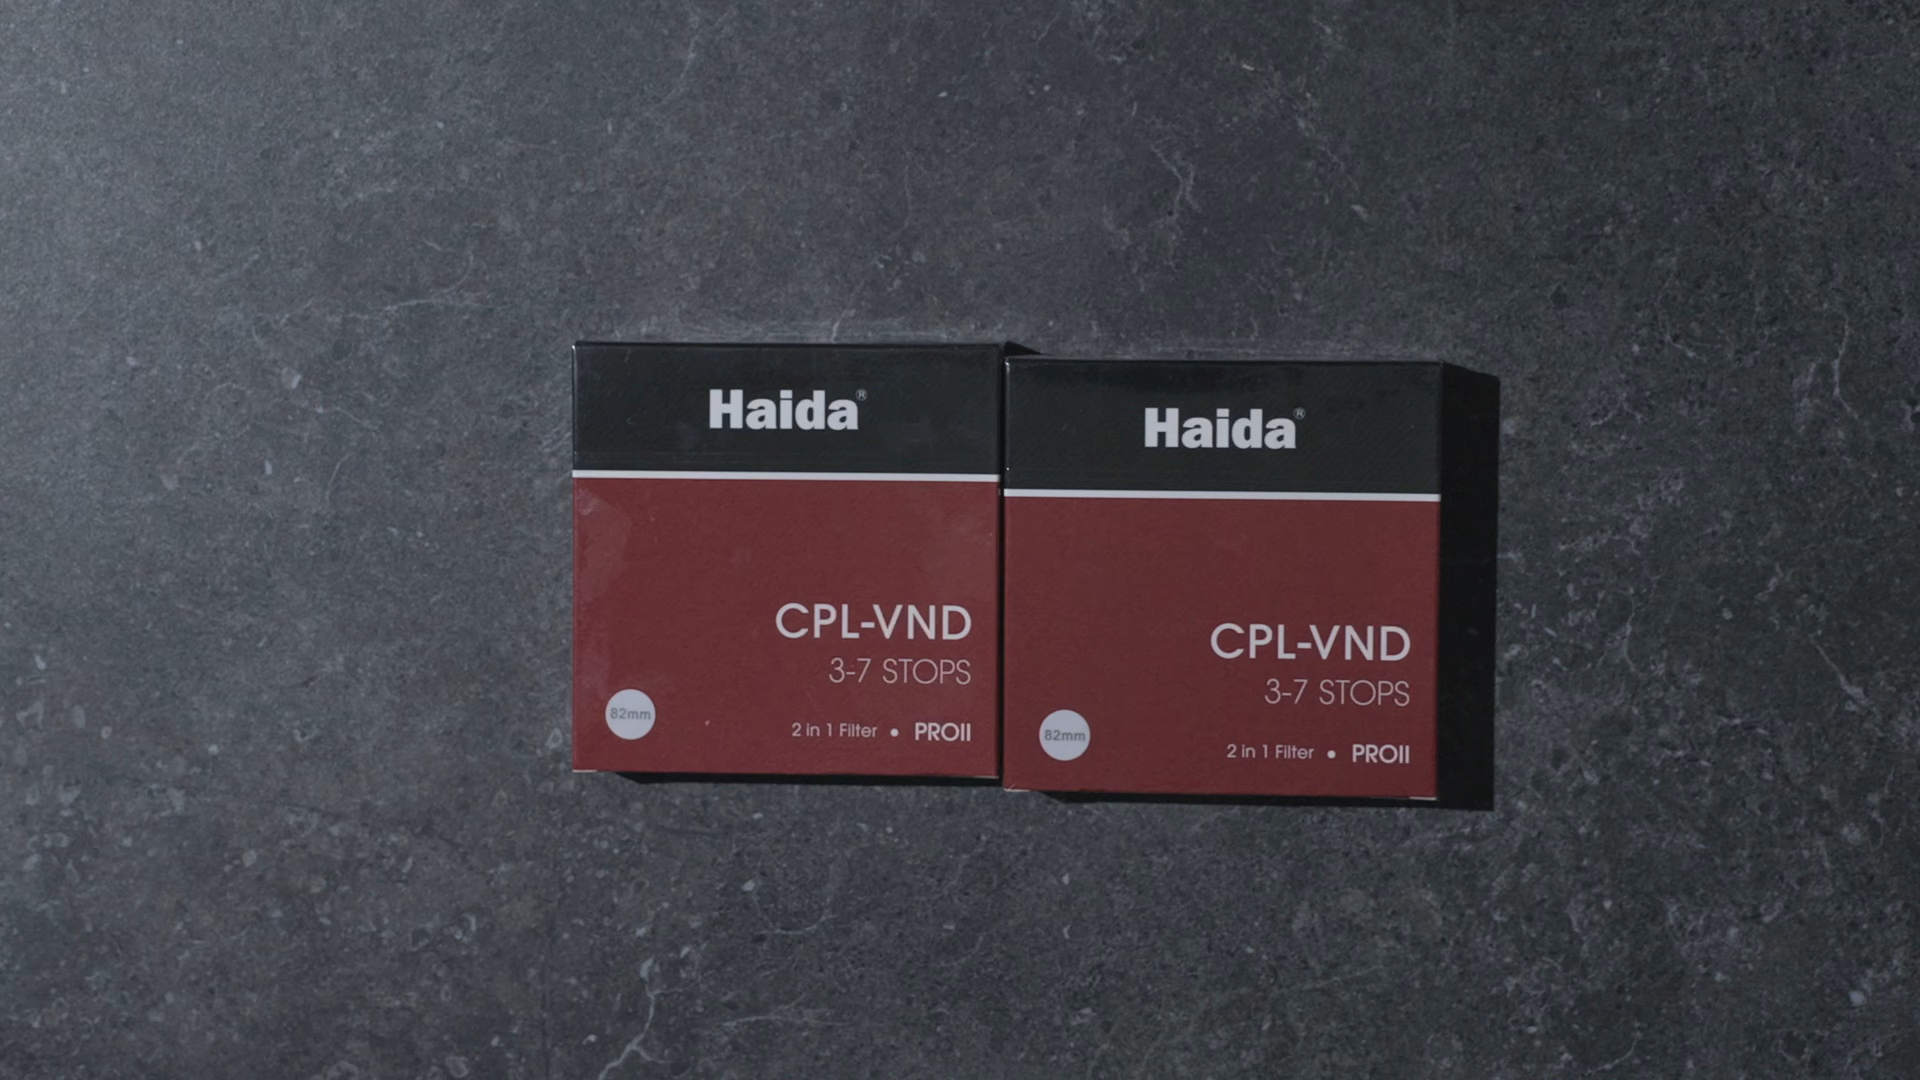 Haida®
CPL-VND
3-7 STOPS
82mm
2 in 1 Filter • PROII
Haida®
CPL-VND
3-7 STOPS
82mm
2 in 1 Filter • PROII